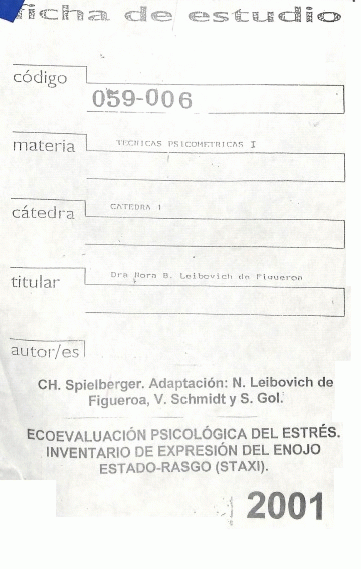 ficha de estudio
código
059-006
materia
TECNICAS PSICOMETRICAS I
cátedra
CATEDRA I
titular
Dra Nora B. Leibovich de Figueroa
autor/es
CH. Spielberger. Adaptación: N. Leibovich de
Figueroa, V. Schmidt y S. Gol.
ECOEVALUACIÓN PSICOLÓGICA DEL ESTRÉS.
INVENTARIO DE EXPRESIÓN DEL ENOJO
ESTADO-RASGO (STAXI).
2001